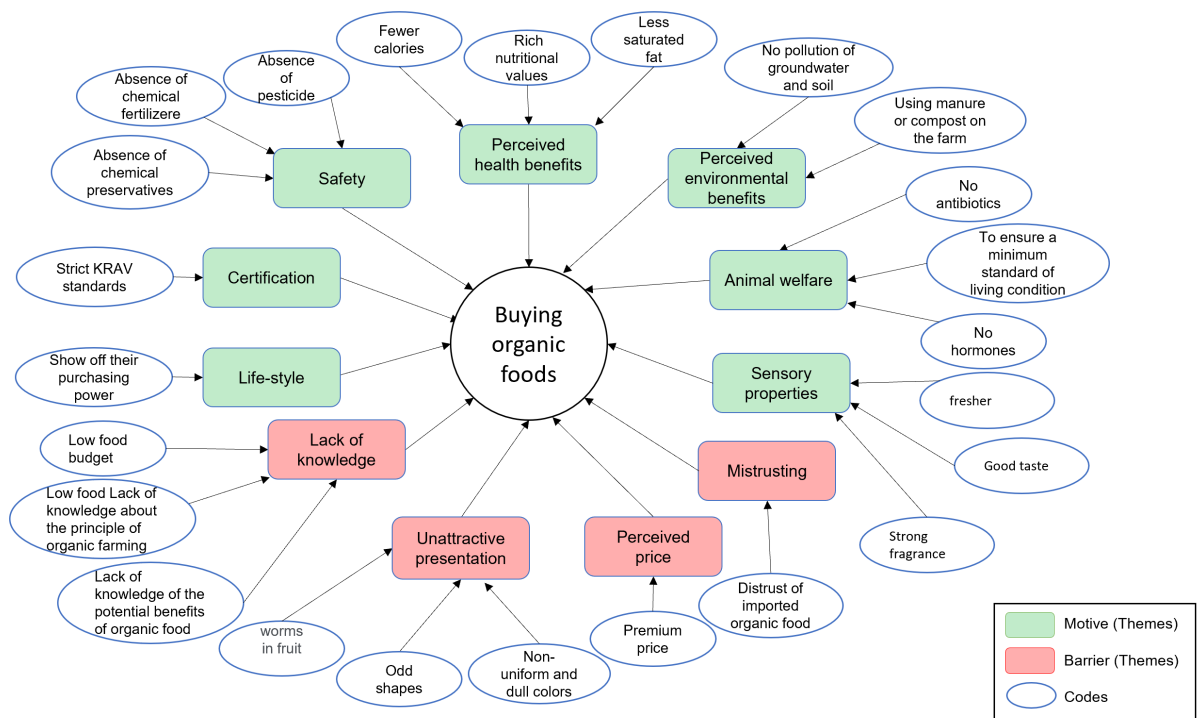 Fewer
calories
Rich
nutritional
values
Less
saturated
fat
No pollution of
groundwater
and soil
Absence of
chemical
fertilizere
Absence
of
pesticide
Using manure
or compost on
the farm
Absence of
chemical
preservatives
Safety
Perceived
health benefits
Perceived
environmental
benefits
No
antibiotics
Strict KRAV
standards
Certification
Buying
organic
foods
Animal welfare
To ensure a
minimum
standard of
living condition
No
hormones
Show off their
purchasing
power
Life-style
Sensory
properties
fresher
Low food
budget
Lack of
knowledge
Mistrusting
Good taste
Low food Lack of
knowledge about
the principle of
organic farming
Unattractive
presentation
Perceived
price
Strong
fragrance
Lack of
knowledge of the
potential benefits
of organic food
worms
in fruit
Odd
shapes
Non-
uniform and
dull colors
Premium
price
Distrust of
imported
organic food
Motive (Themes)
Barrier (Themes)
Codes